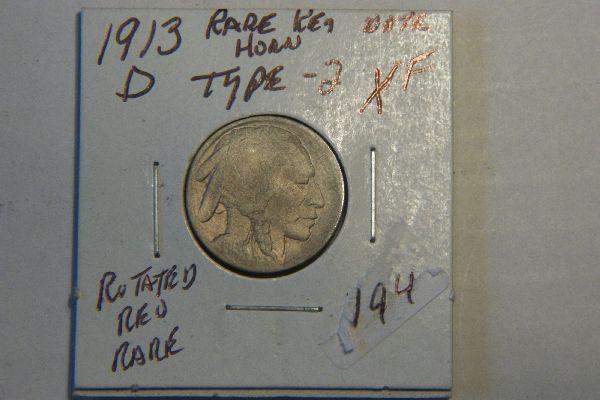 1913 RARE KEY DATE
HORN
D TYPE-2 XF
ROTATED
REV
RARE
194